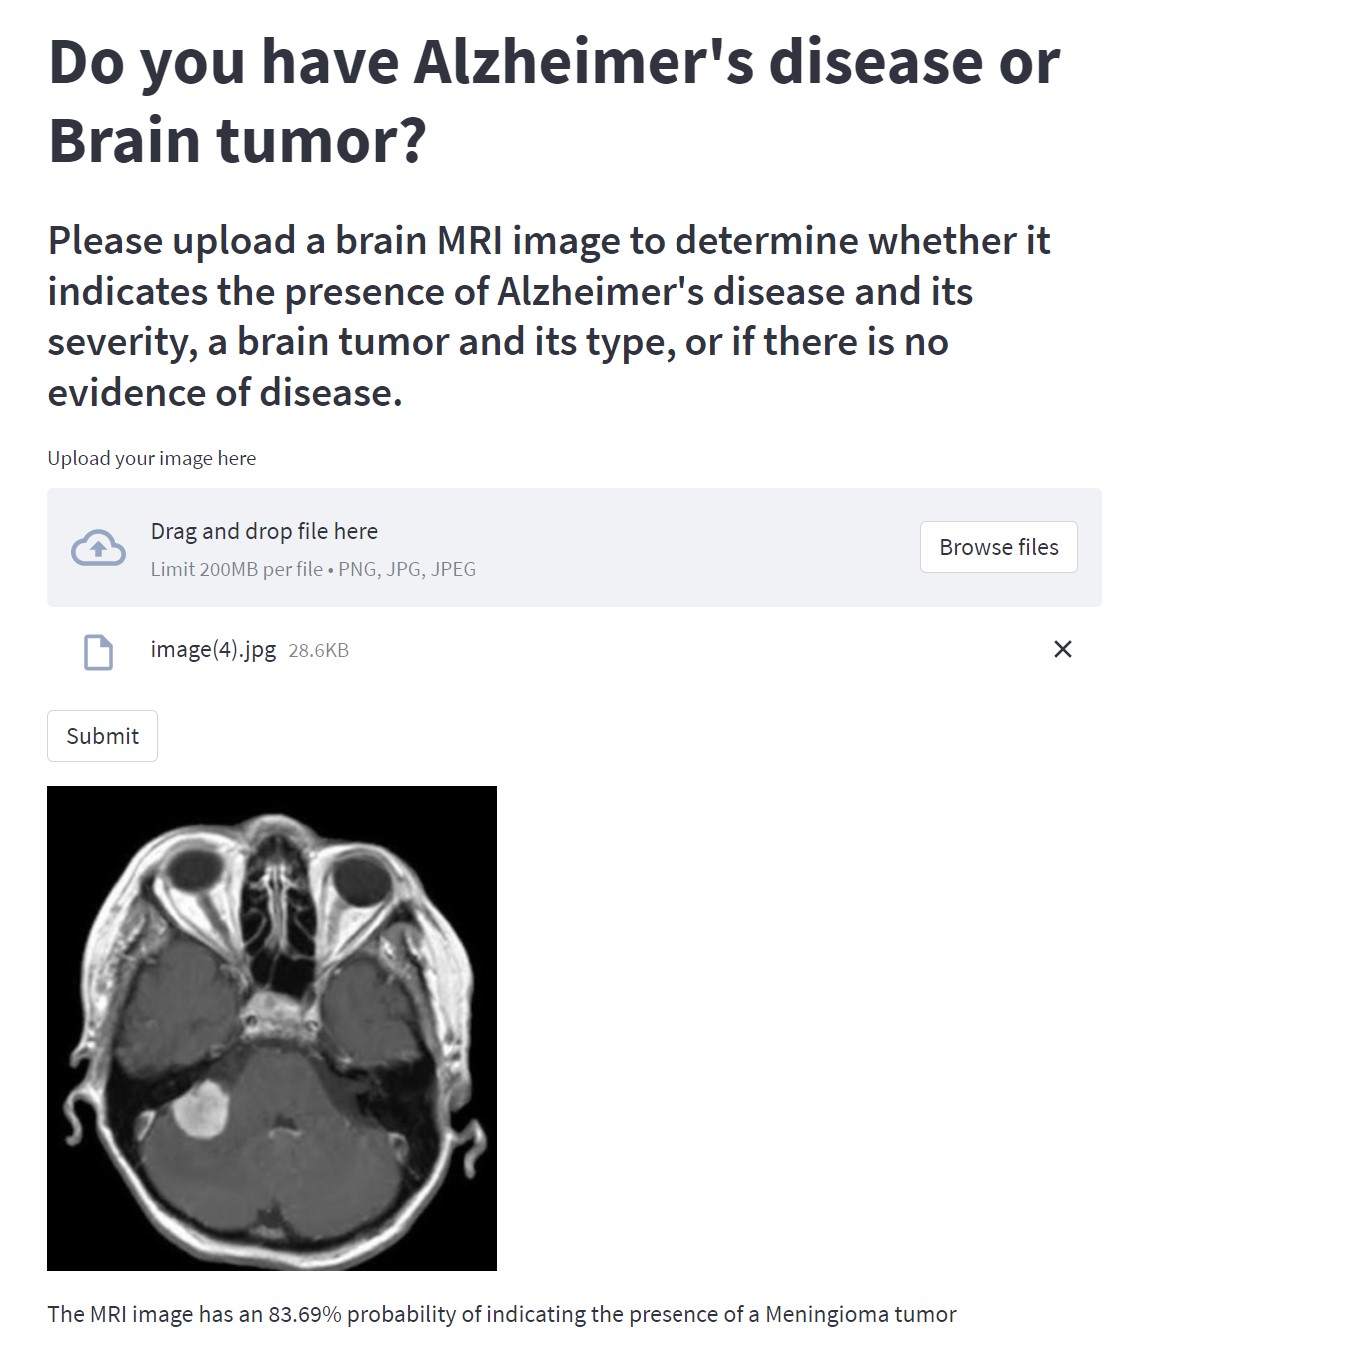 Do you have Alzheimer's disease or
Brain tumor?
Please upload a brain MRI image to determine whether it
indicates the presence of Alzheimer's disease and its
severity, a brain tumor and its type, or if there is no
evidence of disease.
Upload your image here
Drag and drop file here
Limit 200MB per file • PNG, JPG, JPEG
Browse files
image(4).jpg 28.6KB
Submit
The MRI image has an 83.69% probability of indicating the presence of a Meningioma tumor